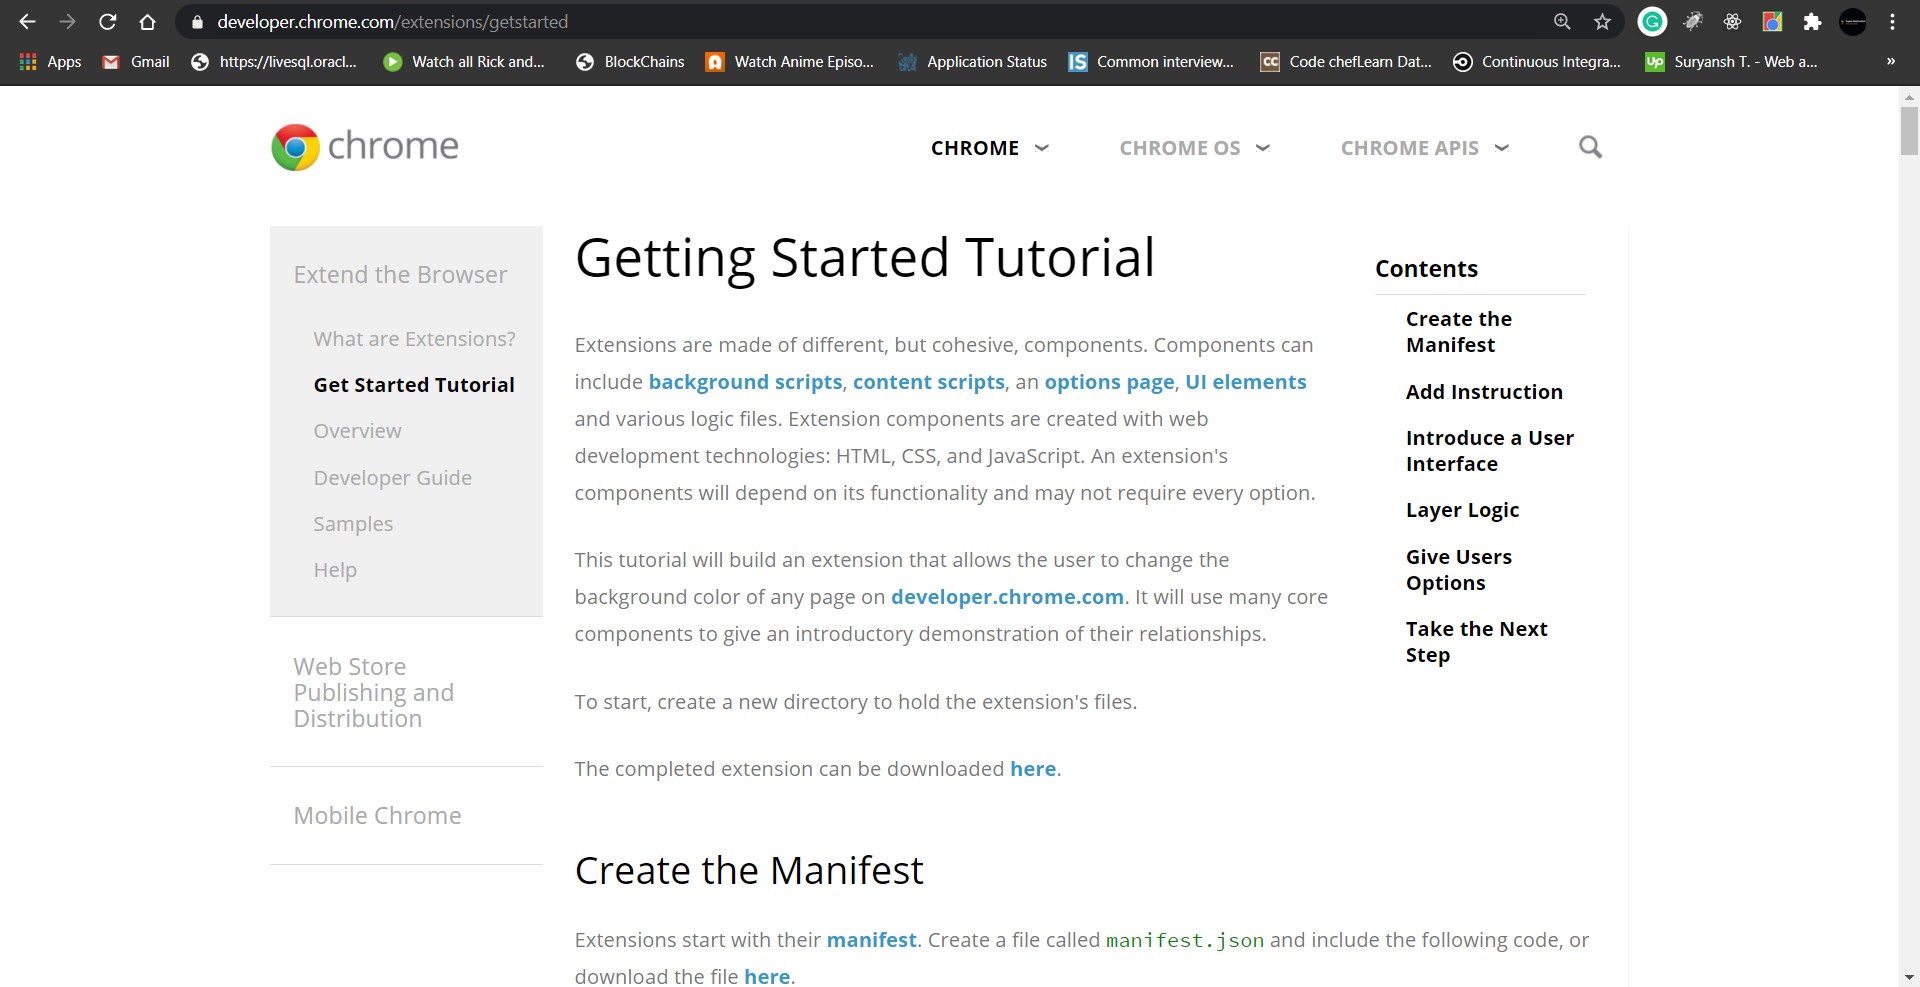 developer.chrome.com/extensions/getstarted
Apps Gmail https://livesql.oracl... Watch all Rick and... BlockChains Watch Anime Episo... Application Status IS Common interview... CC Code chefLearn Dat... Continuous Integra... Up Suryansh T. - Web a... »
chrome
CHROME CHROME OS CHROME APIS
Extend the Browser
What are Extensions?
Get Started Tutorial
Overview
Developer Guide
Samples
Help
Web Store
Publishing and
Distribution
Mobile Chrome
Getting Started Tutorial
Extensions are made of different, but cohesive, components. Components can
include background scripts, content scripts, an options page, UI elements
and various logic files. Extension components are created with web
development technologies: HTML, CSS, and JavaScript. An extension's
components will depend on its functionality and may not require every option.
This tutorial will build an extension that allows the user to change the
background color of any page on developer.chrome.com. It will use many core
components to give an introductory demonstration of their relationships.
To start, create a new directory to hold the extension's files.
The completed extension can be downloaded here.
Create the Manifest
Extensions start with their manifest. Create a file called manifest.json and include the following code, or
download the file here.
Contents
Create the
Manifest
Add Instruction
Introduce a User
Interface
Layer Logic
Give Users
Options
Take the Next
Step